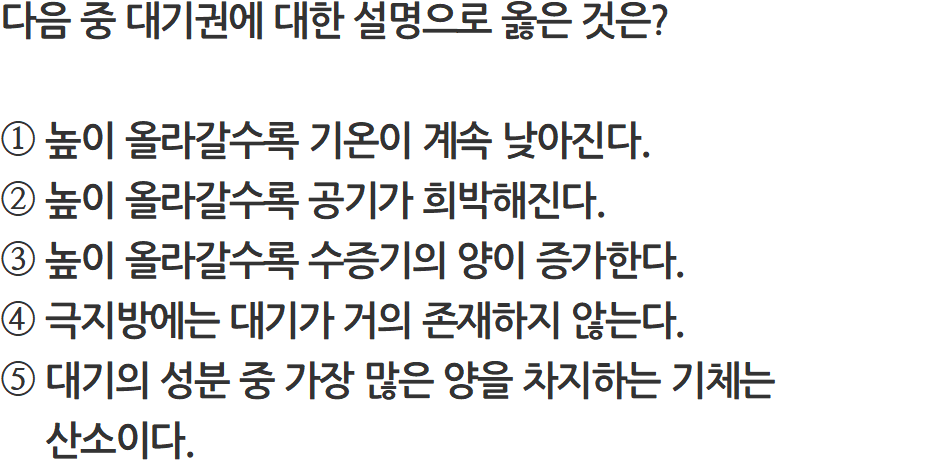 다음 중 대기권에 대한 설명으로 옳은 것은?
① 높이 올라갈수록 기온이 계속 낮아진다.
② 높이 올라갈수록 공기가 희박해진다.
③ 높이 올라갈수록 수증기의 양이 증가한다.
④ 극지방에는 대기가 거의 존재하지 않는다.
⑤ 대기의 성분 중 가장 많은 양을 차지하는 기체는
산소이다.